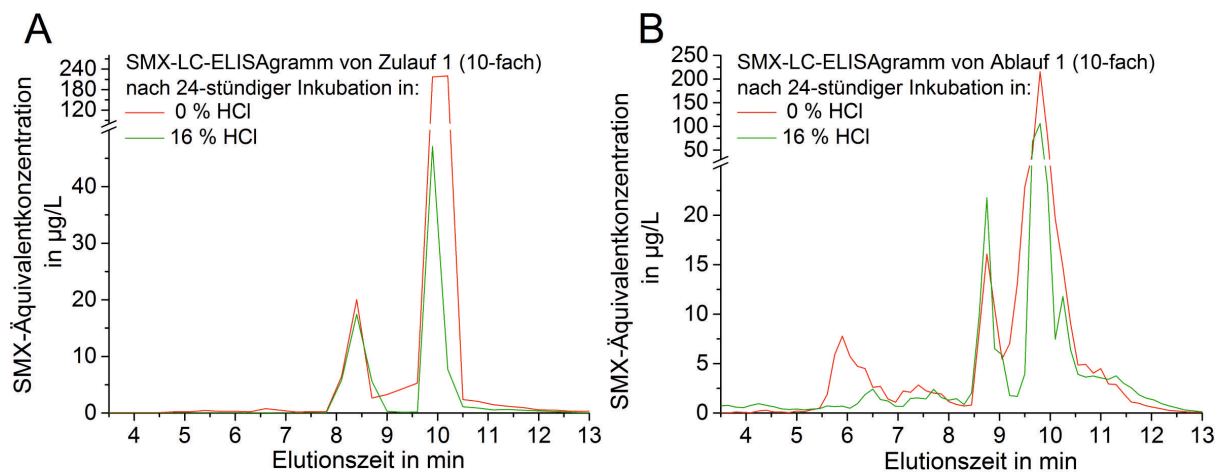 A
SMX-LC-ELISAgramm von Zulauf 1 (10-fach)
nach 24-stündiger Inkubation in:
0 % HCl
16 % HCl
SMX-Äquivalentkonzentration
in µg/L
240
180
120
40
20
5
0
4 5 6 7 8 9 10 11 12 13
Elutionszeit in min
B
SMX-LC-ELISAgramm von Ablauf 1 (10-fach)
nach 24-stündiger Inkubation in:
0 % HCl
16 % HCl
SMX-Äquivalentkonzentration
in µg/L
250
200
150
100
50
20
15
10
5
0
4 5 6 7 8 9 10 11 12 13
Elutionszeit in min